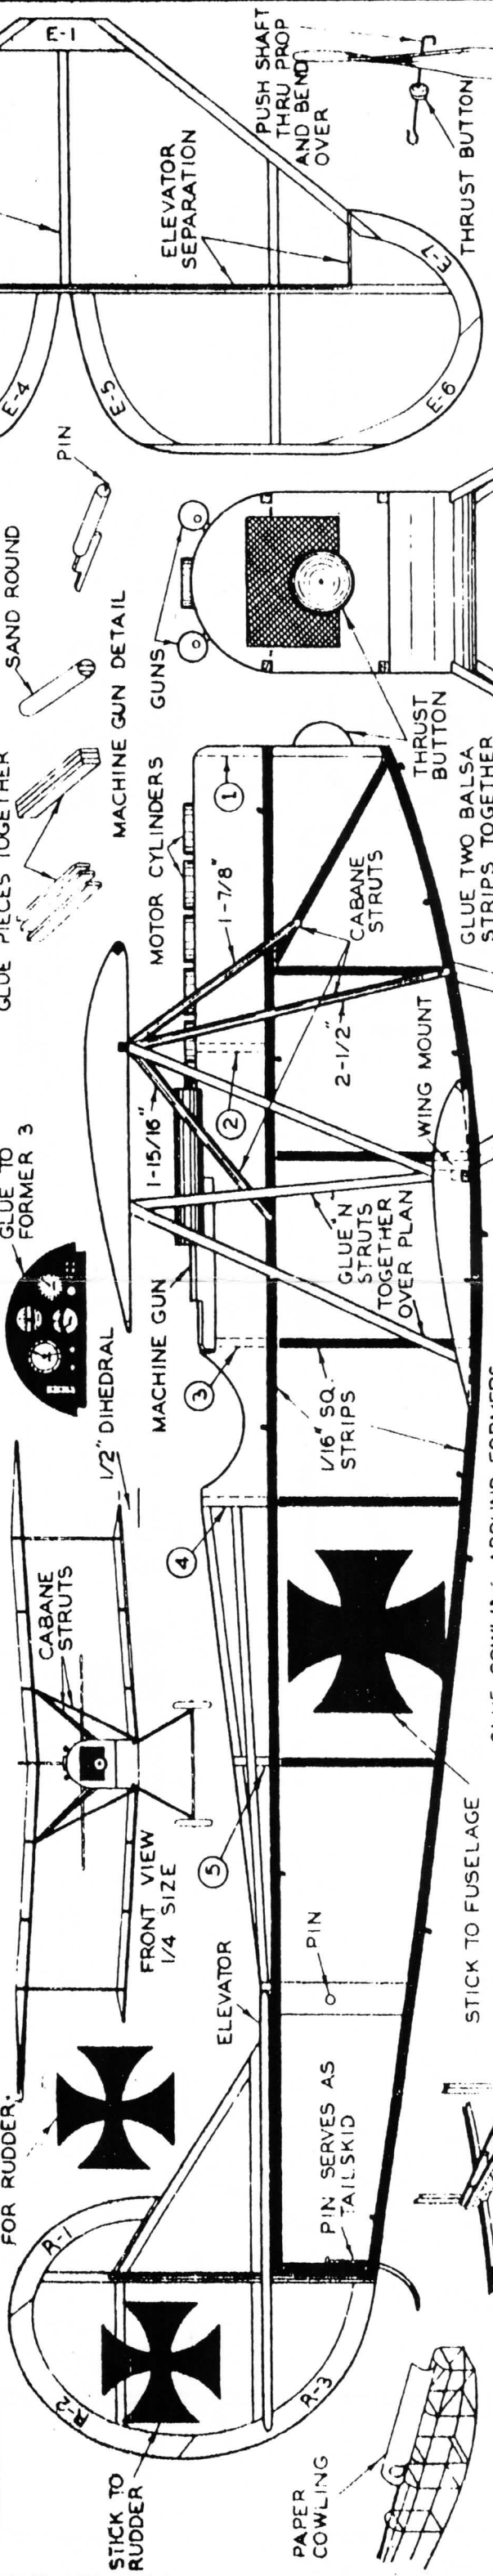 FOR RUDDER.
R-1
R-2
R-3
STICK TO
RUDDER
PAPER
COWLING
PIN SERVES AS
TAILSKID
ELEVATOR
PIN
FRONT VIEW
1/4 SIZE
CABANE
STRUTS
1/2" DIHEDRAL
GLUE TO
FORMER 3
5
4
3
2
1
STICK TO FUSELAGE
MACHINE GUN
1/16" SQ
STRIPS
GLUE "N"
STRUTS
TOGETHER
OVER PLAN
WING MOUNT
1-15/16"
2-1/2"
1-7/8"
CABANE
STRUTS
MOTOR CYLINDERS
GLUE PIECES TOGETHER
SAND ROUND
PIN
MACHINE GUN DETAIL
GUNS
THRUST
BUTTON
GLUE TWO BALSA
STRIPS TOGETHER
E-1
E-4
E-5
E-6
E-7
ELEVATOR
SEPARATION
PUSH SHAFT
THRU PROP
AND BEND
OVER
THRUST BUTTON